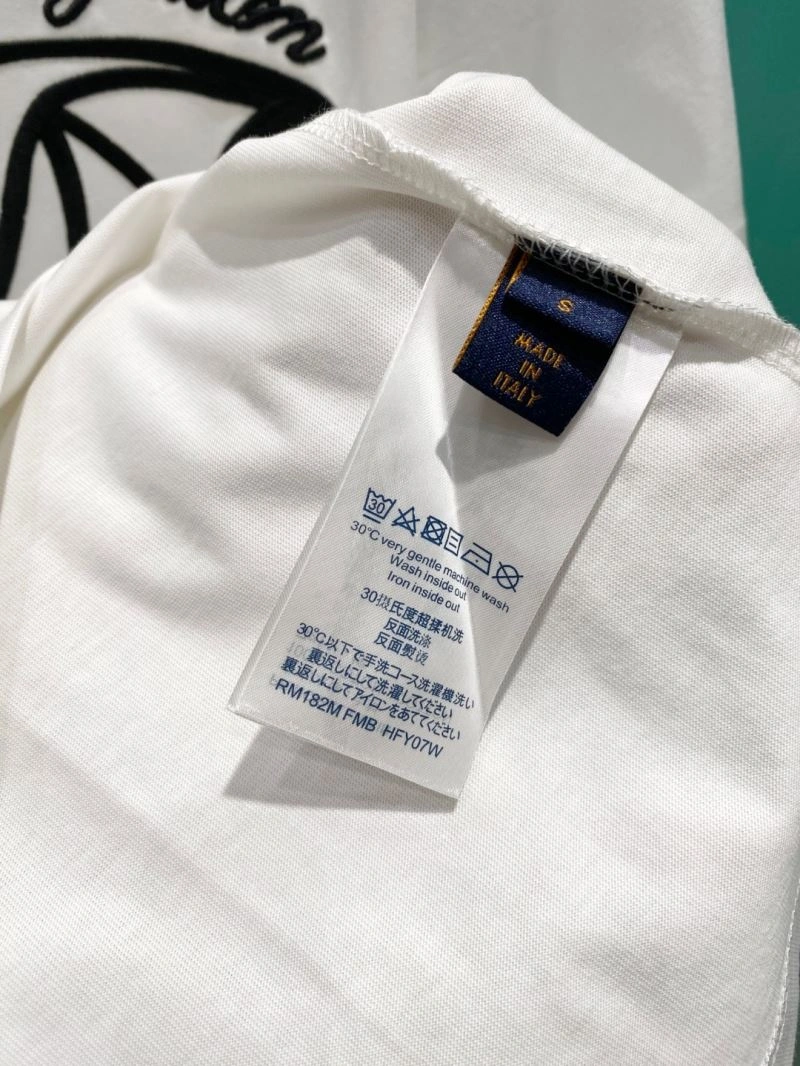 S
MADE
IN
ITALY
30
30°C very gentle machine wash
Wash inside out
Iron inside out
30摄氏度超揉机洗
反面洗涤
反面熨烫
30℃以下で手洗コース洗濯機洗い
裏返しにして洗濯してください
裏返しにしてアイロンをあててください
RM182M FMB HFY07W